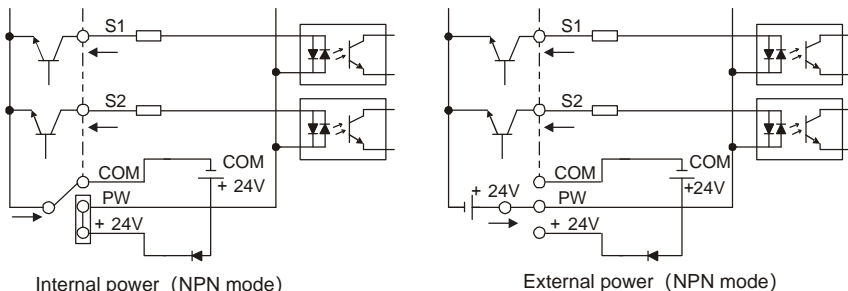 S1
S2
COM
COM
+ 24V
PW
+ 24V
Internal power（NPN mode）
S1
S2
COM
COM
+24V
+ 24V
PW
+ 24V
External power（NPN mode）